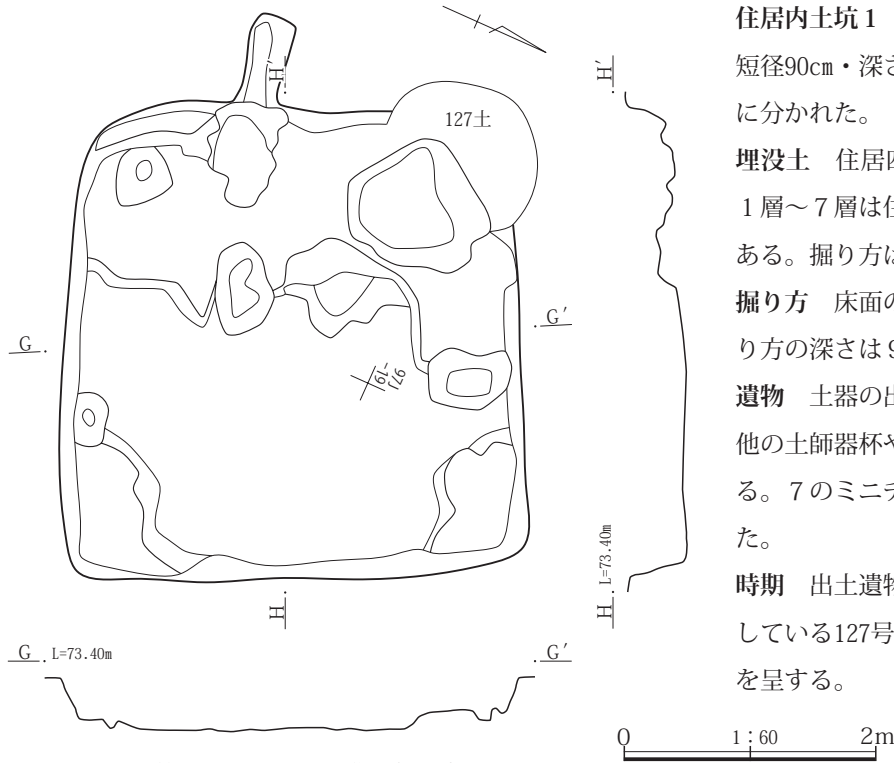 127土
H′
G
G′
97J
-19
H
G L=73.40m G′
H′
H L=73.40m
住居内土坑1
短径90cm・深さ
に分かれた。
埋没土 住居
1層～7層は住
ある。掘り方は
掘り方 床面の
り方の深さは9
遺物 土器の出
他の土師器杯や
る。7のミニチ
た。
時期 出土遺物
している127号
を呈する。
0 1：60 2m